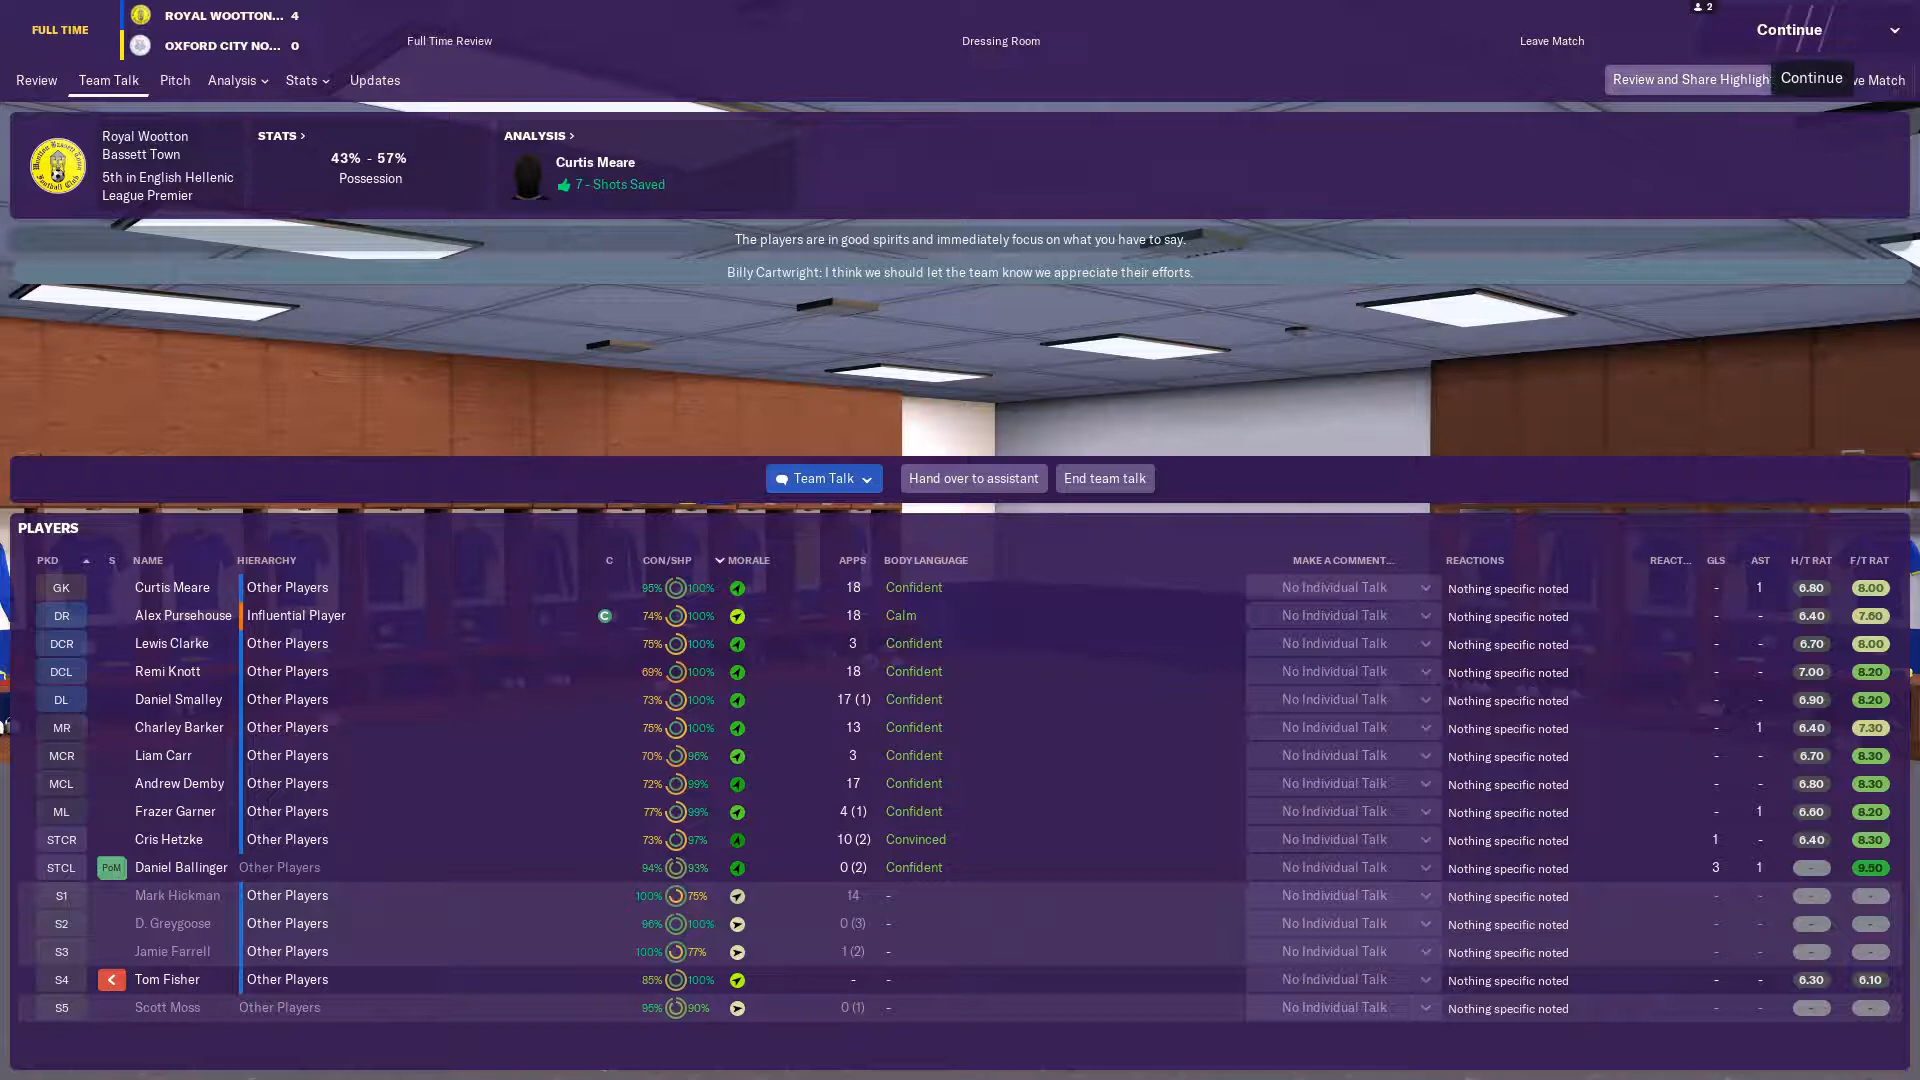 FULL TIME
ROYAL WOOTTON... 4
OXFORD CITY NO... 0
Full Time Review
Dressing Room
Leave Match
2
Continue
Review
Team Talk
Pitch
Analysis
Stats
Updates
Review and Share Highligh
Continue
ve Match
Royal Wootton
Bassett Town
5th in English Hellenic
League Premier
STATS >
43% - 57%
Possession
ANALYSIS >
Curtis Meare
7 - Shots Saved
The players are in good spirits and immediately focus on what you have to say.
Billy Cartwright: I think we should let the team know we appreciate their efforts.
Team Talk
Hand over to assistant
End team talk
PLAYERS
PKD S NAME HIERARCHY C CON/SHP MORALE APPS BODY LANGUAGE MAKE A COMMENT... REACTIONS REACT... GLS AST H/T RAT F/T RAT
GK Curtis Meare Other Players 95% 100% 18 Confident No Individual Talk Nothing specific noted - 1 6.80 8.00
DR Alex Pursehouse Influential Player C 74% 100% 18 Calm No Individual Talk Nothing specific noted - - 6.40 7.60
DCR Lewis Clarke Other Players 75% 100% 3 Confident No Individual Talk Nothing specific noted - - 6.70 8.00
DCL Remi Knott Other Players 69% 100% 18 Confident No Individual Talk Nothing specific noted - - 7.00 8.20
DL Daniel Smalley Other Players 73% 100% 17 (1) Confident No Individual Talk Nothing specific noted - - 6.90 8.20
MR Charley Barker Other Players 75% 100% 13 Confident No Individual Talk Nothing specific noted - 1 6.40 7.30
MCR Liam Carr Other Players 70% 96% 3 Confident No Individual Talk Nothing specific noted - - 6.70 8.30
MCL Andrew Demby Other Players 72% 99% 17 Confident No Individual Talk Nothing specific noted - - 6.80 8.30
ML Frazer Garner Other Players 77% 99% 4 (1) Confident No Individual Talk Nothing specific noted - 1 6.60 8.20
STCR Cris Hetzke Other Players 73% 97% 10 (2) Convinced No Individual Talk Nothing specific noted 1 - 6.40 8.30
STCL PoM Daniel Ballinger Other Players 94% 93% 0 (2) Confident No Individual Talk Nothing specific noted 3 1 - 9.50
S1 Mark Hickman Other Players 100% 75% 14 - No Individual Talk Nothing specific noted - - - -
S2 D. Greygoose Other Players 96% 100% 0 (3) - No Individual Talk Nothing specific noted - - - -
S3 Jamie Farrell Other Players 100% 77% 1 (2) - No Individual Talk Nothing specific noted - - - -
S4 Tom Fisher Other Players 85% 100% - - No Individual Talk Nothing specific noted - - 6.30 6.10
S5 Scott Moss Other Players 95% 90% 0 (1) - No Individual Talk Nothing specific noted - - - -